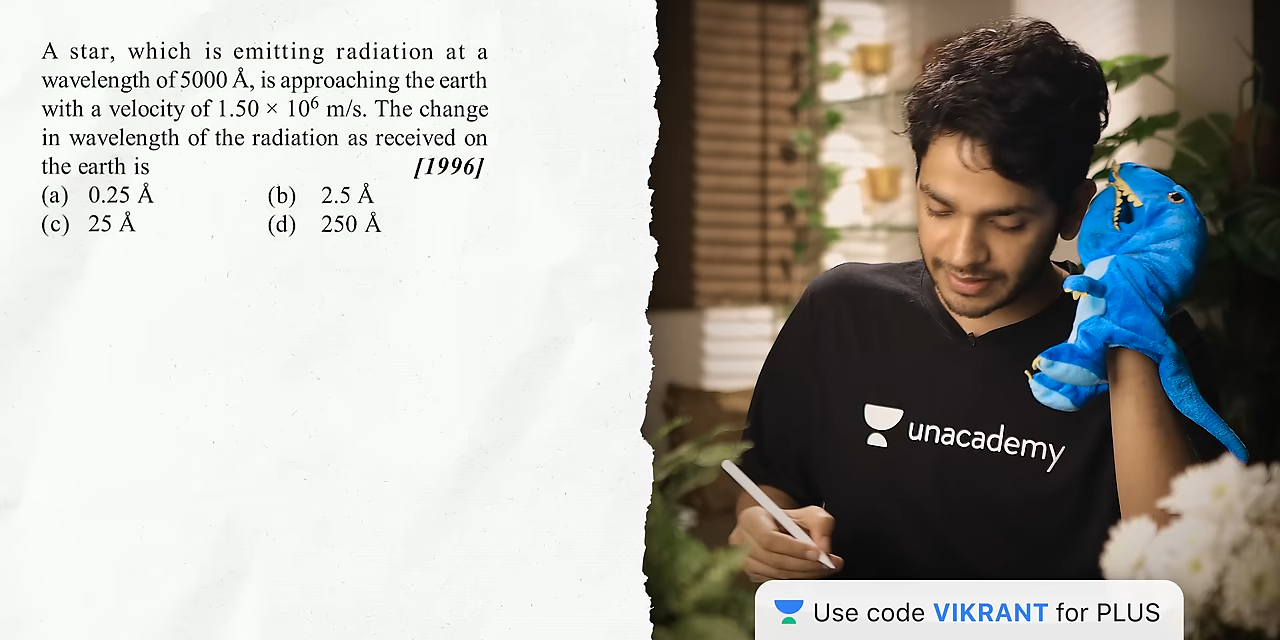 A star, which is emitting radiation at a
wavelength of 5000 Å, is approaching the earth
with a velocity of 1.50 × 10⁶ m/s. The change
in wavelength of the radiation as received on
the earth is [1996]
(a) 0.25 Å (b) 2.5 Å
(c) 25 Å (d) 250 Å
unacademy
Use code VIKRANT for PLUS